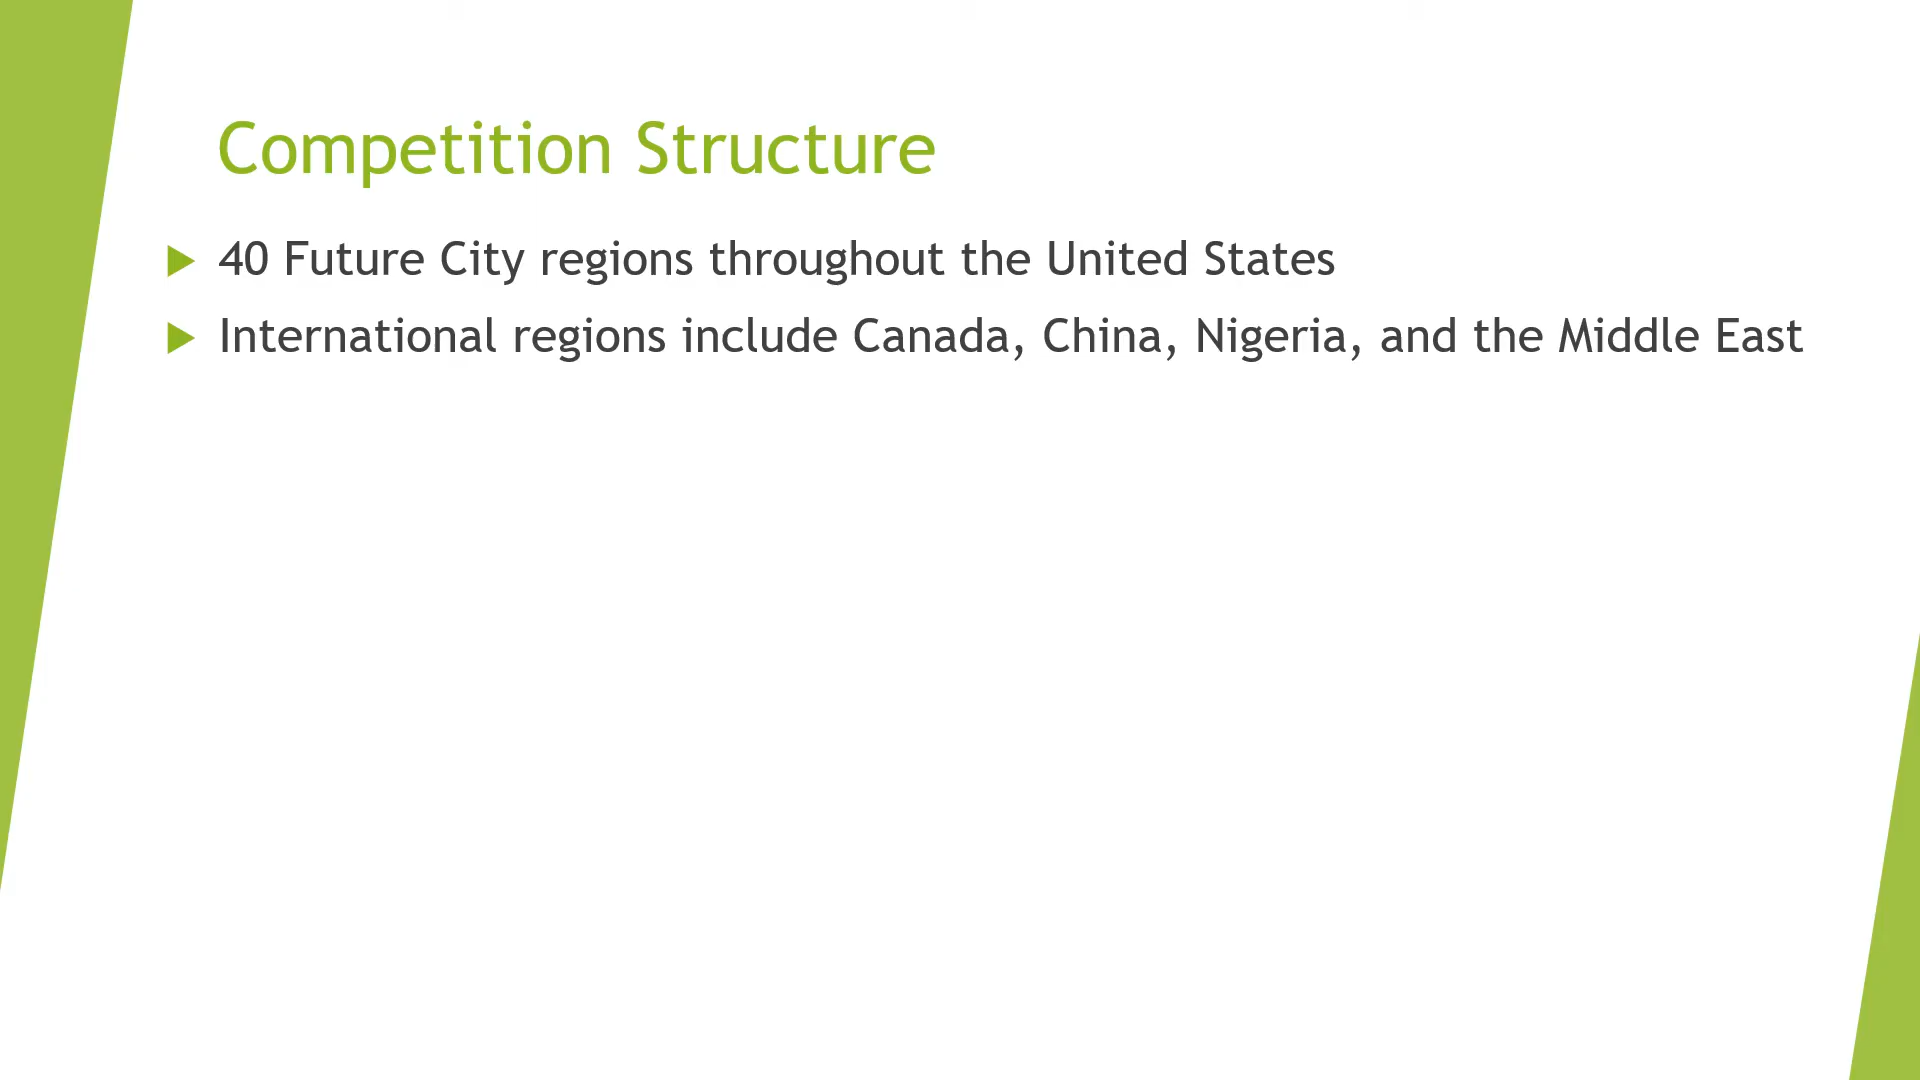 Competition Structure
40 Future City regions throughout the United States
International regions include Canada, China, Nigeria, and the Middle East